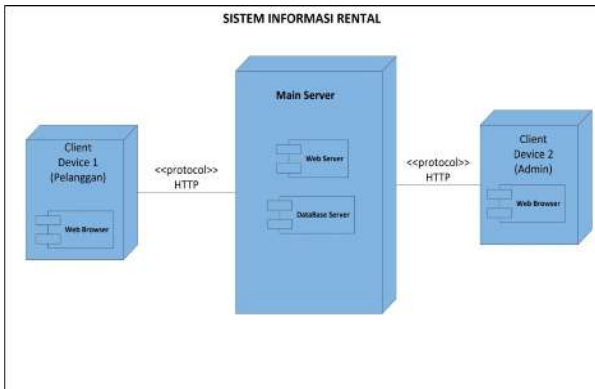 SISTEM INFORMASI RENTAL
Client
Device 1
(Pelanggan)
Web Browser
<<protocol>>
HTTP
Main Server
Web Server
DataBase Server
<<protocol>>
HTTP
Client
Device 2
(Admin)
Web Browser